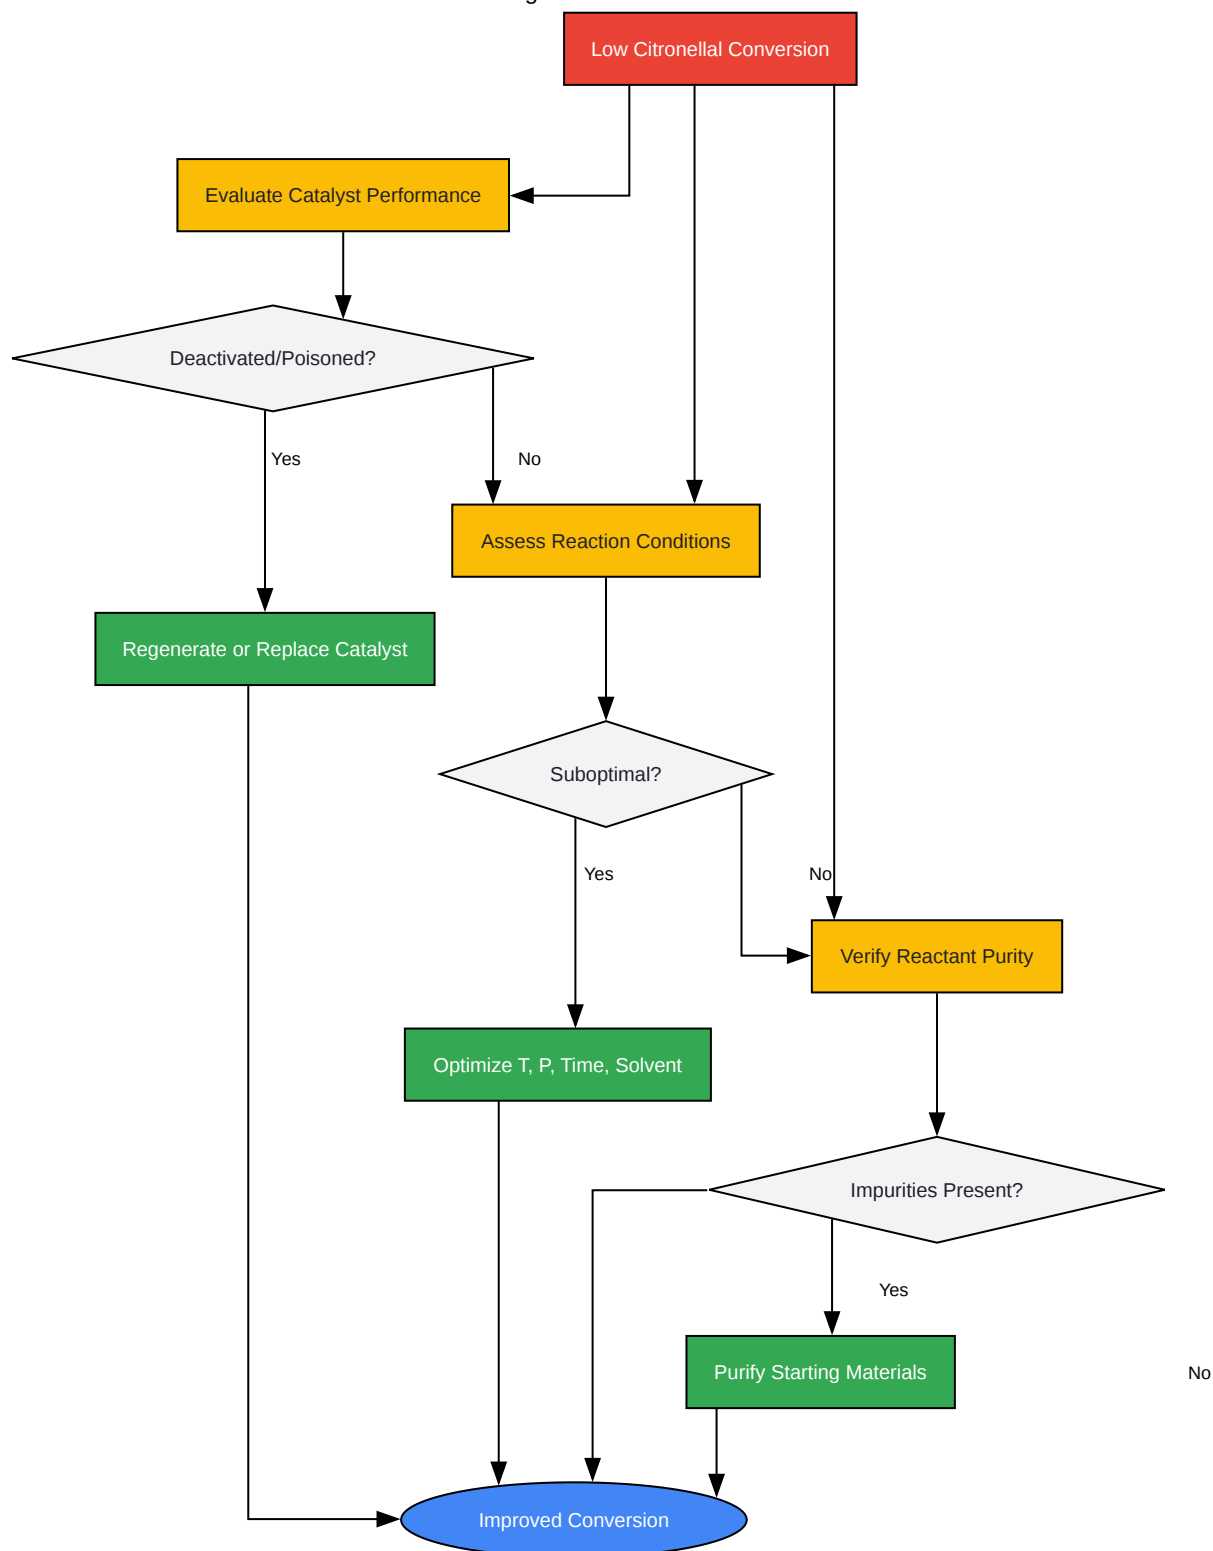 Low Citronellal Conversion
Evaluate Catalyst Performance
Deactivated/Poisoned?
Yes
No
Assess Reaction Conditions
Regenerate or Replace Catalyst
Suboptimal?
Yes
No
Verify Reactant Purity
Optimize T, P, Time, Solvent
Impurities Present?
Yes
Purify Starting Materials
No
Improved Conversion